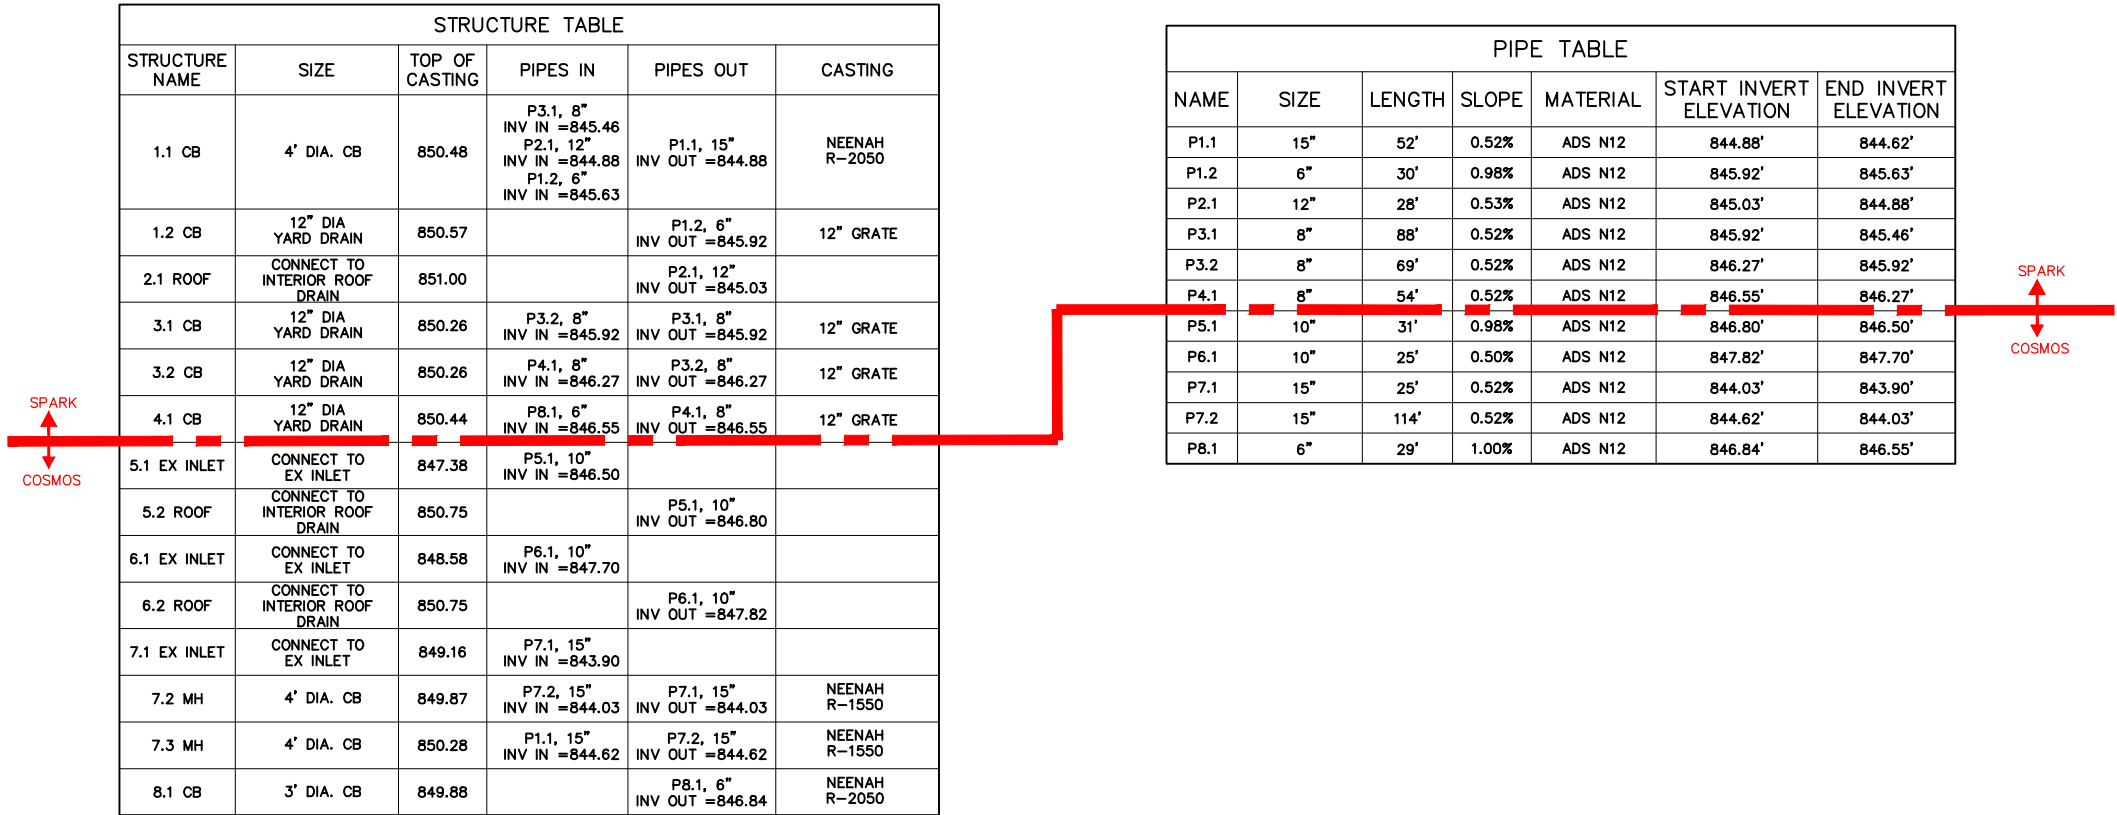 STRUCTURE TABLE
STRUCTURE NAME SIZE TOP OF CASTING PIPES IN PIPES OUT CASTING
1.1 CB 4' DIA. CB 850.48 P3.1, 8" INV IN =845.46 P2.1, 12" INV IN =844.88 P1.2, 6" INV IN =845.63 P1.1, 15" INV OUT =844.88 NEENAH R-2050
1.2 CB 12" DIA YARD DRAIN 850.57 P1.2, 6" INV OUT =845.92 12" GRATE
2.1 ROOF CONNECT TO INTERIOR ROOF DRAIN 851.00 P2.1, 12" INV OUT =845.03
3.1 CB 12" DIA YARD DRAIN 850.26 P3.2, 8" INV IN =845.92 P3.1, 8" INV OUT =845.92 12" GRATE
3.2 CB 12" DIA YARD DRAIN 850.26 P4.1, 8" INV IN =846.27 P3.2, 8" INV OUT =846.27 12" GRATE
SPARK
4.1 CB 12" DIA YARD DRAIN 850.44 P8.1, 6" INV IN =846.55 P4.1, 8" INV OUT =846.55 12" GRATE
COSMOS
5.1 EX INLET CONNECT TO EX INLET 847.38 P5.1, 10" INV IN =846.50
5.2 ROOF CONNECT TO INTERIOR ROOF DRAIN 850.75 P5.1, 10" INV OUT =846.80
6.1 EX INLET CONNECT TO EX INLET 848.58 P6.1, 10" INV IN =847.70
6.2 ROOF CONNECT TO INTERIOR ROOF DRAIN 850.75 P6.1, 10" INV OUT =847.82
7.1 EX INLET CONNECT TO EX INLET 849.16 P7.1, 15" INV IN =843.90
7.2 MH 4' DIA. CB 849.87 P7.2, 15" INV IN =844.03 P7.1, 15" INV OUT =844.03 NEENAH R-1550
7.3 MH 4' DIA. CB 850.28 P1.1, 15" INV IN =844.62 P7.2, 15" INV OUT =844.62 NEENAH R-1550
8.1 CB 3' DIA. CB 849.88 P8.1, 6" INV OUT =846.84 NEENAH R-2050
PIPE TABLE
NAME SIZE LENGTH SLOPE MATERIAL START INVERT ELEVATION END INVERT ELEVATION
P1.1 15" 52' 0.52% ADS N12 844.88' 844.62'
P1.2 6" 30' 0.98% ADS N12 845.92' 845.63'
P2.1 12" 28' 0.53% ADS N12 845.03' 844.88'
P3.1 8" 88' 0.52% ADS N12 845.92' 845.46'
P3.2 8" 69' 0.52% ADS N12 846.27' 845.92'
SPARK
P4.1 8" 54' 0.52% ADS N12 846.55' 846.27'
P5.1 10" 31' 0.98% ADS N12 846.80' 846.50'
COSMOS
P6.1 10" 25' 0.50% ADS N12 847.82' 847.70'
P7.1 15" 25' 0.52% ADS N12 844.03' 843.90'
P7.2 15" 114' 0.52% ADS N12 844.62' 844.03'
P8.1 6" 29' 1.00% ADS N12 846.84' 846.55'